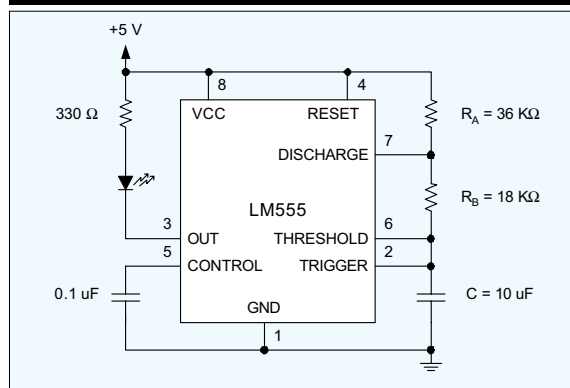 +5 V
8
4
330 Ω
VCC
RESET
R_A = 36 KΩ
7
DISCHARGE
LM555
R_B = 18 KΩ
3
6
OUT
THRESHOLD
5
2
CONTROL
TRIGGER
0.1 uF
C = 10 uF
GND
1